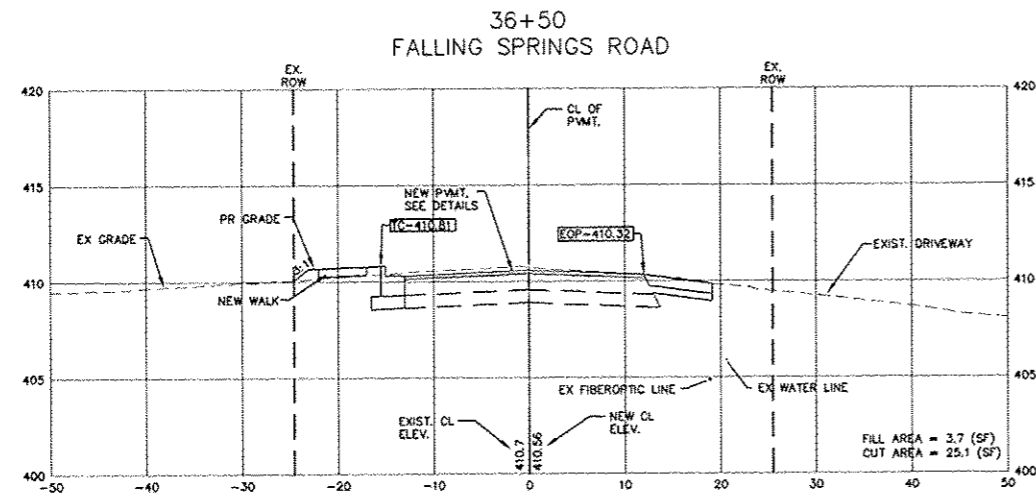 36+50
FALLING SPRINGS ROAD
EX.
ROW
EX.
ROW
420
420
CL OF
PVMT.
415
415
NEW PVMT.
SEE DETAILS
PR GRADE
TC-410.81
EX GRADE
EOP-410.32
EXIST. DRIVEWAY
3:1
410
410
NEW WALK
405
405
EX FIBEROPTIC LINE
EX WATER LINE
EXIST. CL
ELEV.
410.7
410.56
NEW CL
ELEV.
FILL AREA = 3.7 (SF)
CUT AREA = 25.1 (SF)
400
400
-50 -40 -30 -20 -10 0 10 20 30 40 50